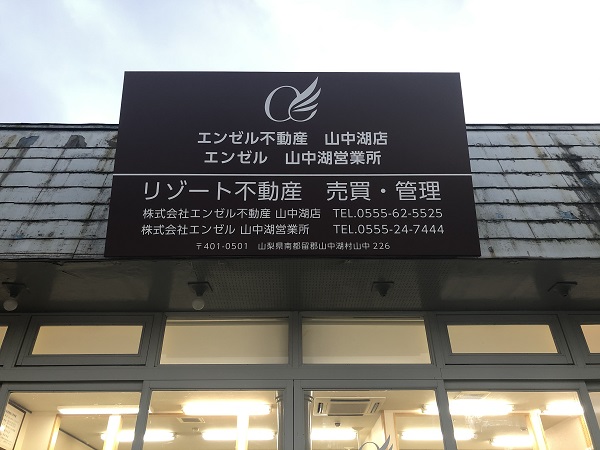 エンゼル不動産　山中湖店
エンゼル　山中湖営業所
リゾート不動産　売買・管理
株式会社エンゼル不動産 山中湖店　TEL.0555-62-5525
株式会社エンゼル 山中湖営業所　TEL.0555-24-7444
〒401-0501　山梨県南都留郡山中湖村山中 226